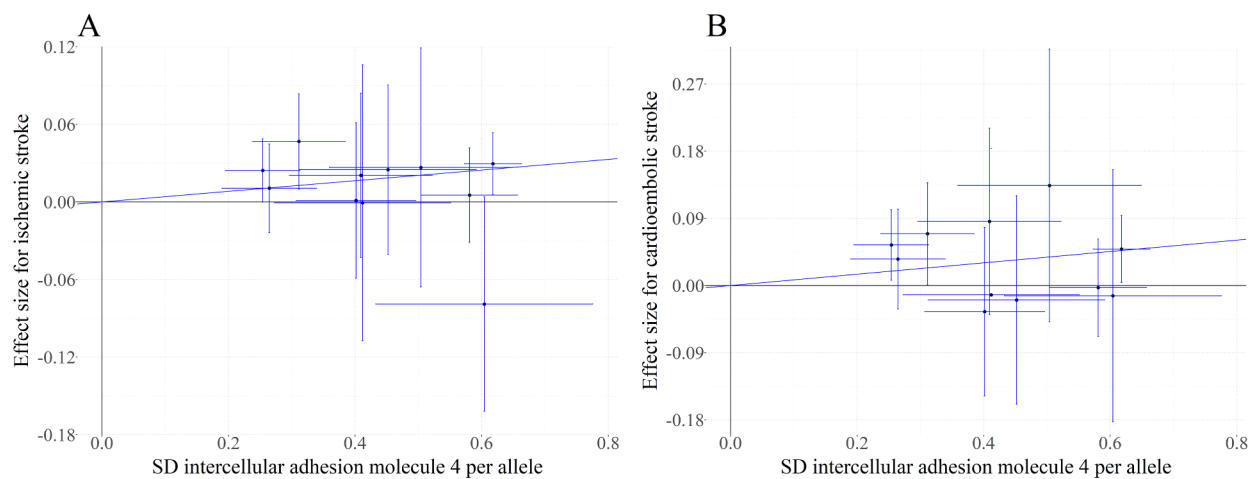 A
Effect size for ischemic stroke
0.12
0.06
0.00
-0.06
-0.12
-0.18
0.0 0.2 0.4 0.6 0.8
SD intercellular adhesion molecule 4 per allele
B
Effect size for cardioembolic stroke
0.27
0.18
0.09
0.00
-0.09
-0.18
0.0 0.2 0.4 0.6 0.8
SD intercellular adhesion molecule 4 per allele